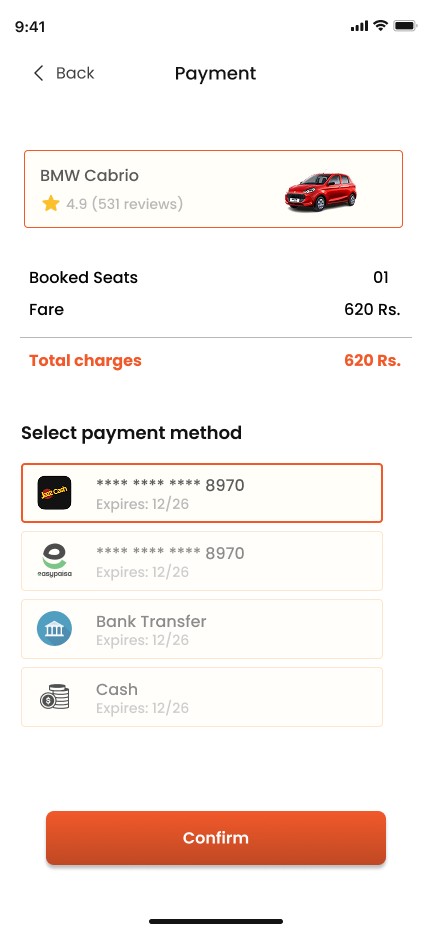 9:41
Back
Payment
BMW Cabrio
4.9 (531 reviews)
Booked Seats 01
Fare 620 Rs.
Total charges 620 Rs.
Select payment method
Jazz Cash
**** **** **** 8970
Expires: 12/26
easypaisa
**** **** **** 8970
Expires: 12/26
Bank Transfer
Expires: 12/26
$
Cash
Expires: 12/26
Confirm